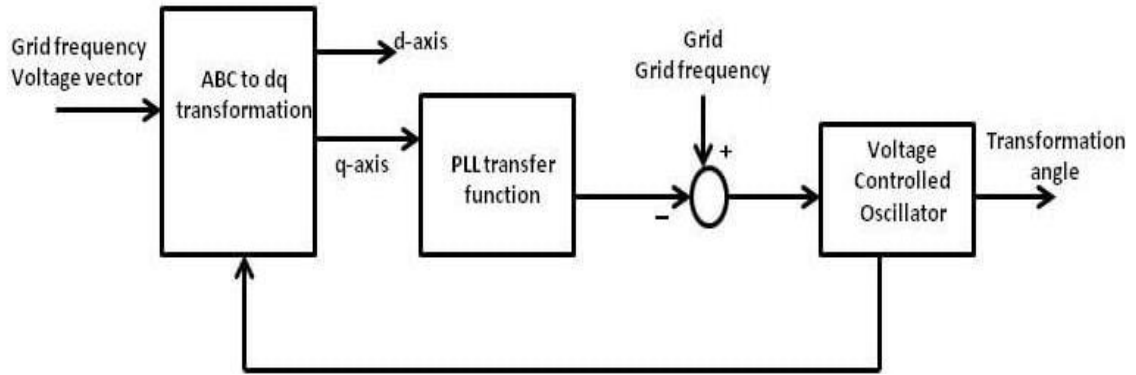 Grid frequency
Voltage vector
ABC to dq
transformation
d-axis
q-axis
PLL transfer
function
Grid
Grid frequency
+
−
Voltage
Controlled
Oscillator
Transformation
angle